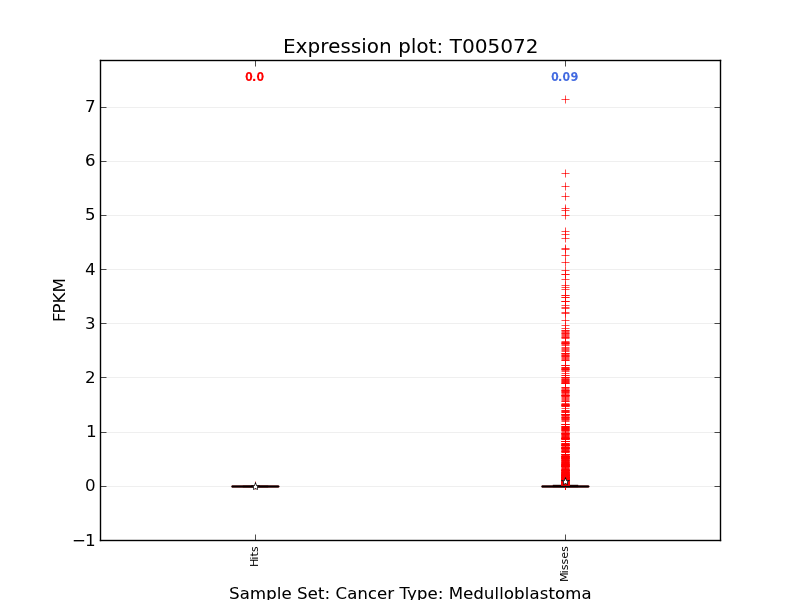 Expression plot: T005072
0.0
0.09
7
6
5
4
3
2
1
0
−1
FPKM
Hits
Misses
Sample Set: Cancer Type: Medulloblastoma